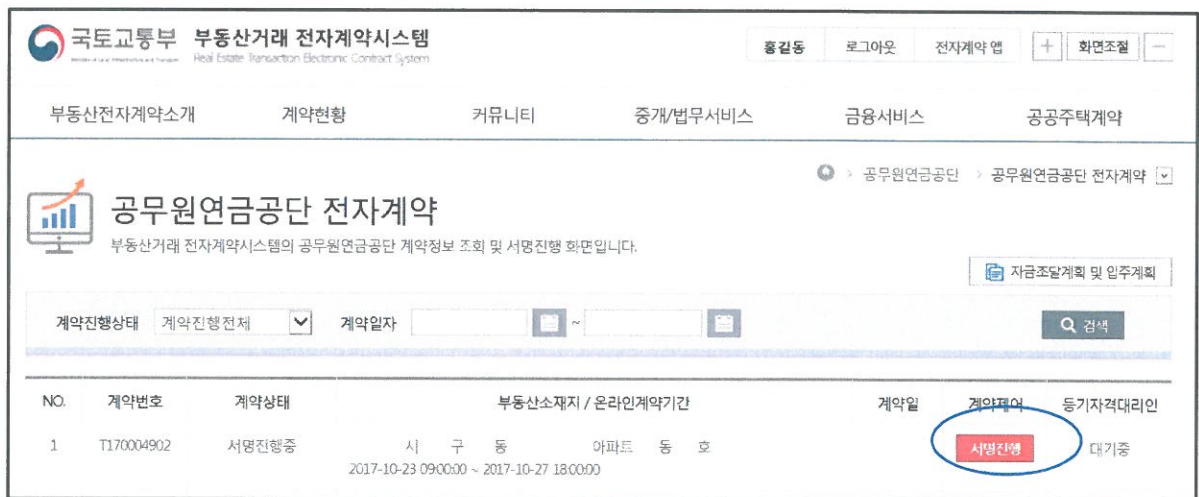 국토교통부 부동산거래 전자계약시스템
Real Estate Transaction Electronic Contract System
홍길동 로그아웃 전자계약 앱 + 화면조절 -
부동산전자계약소개 계약현황 커뮤니티 중개/법무서비스 금융서비스 공공주택계약
> 공무원연금공단 > 공무원연금공단 전자계약
공무원연금공단 전자계약
부동산거래 전자계약시스템의 공무원연금공단 계약정보 조회 및 서명진행 화면입니다.
자금조달계획 및 입주계획
계약진행상태 계약진행전체 계약일자 ~ 검색
NO. 계약번호 계약상태 부동산소재지 / 온라인계약기간 계약일 계약제어 등기자격대리인
1 T170004902 서명진행중 시 구 동 아파트 동 호 서명진행 대기중
2017-10-23 09:00:00 ~ 2017-10-27 18:00:00